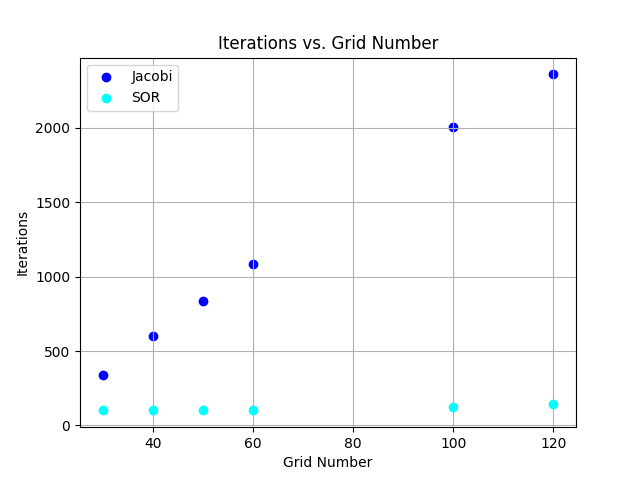 Iterations vs. Grid Number
Jacobi
SOR
2000
1500
1000
500
0
Iterations
40 60 80 100 120
Grid Number